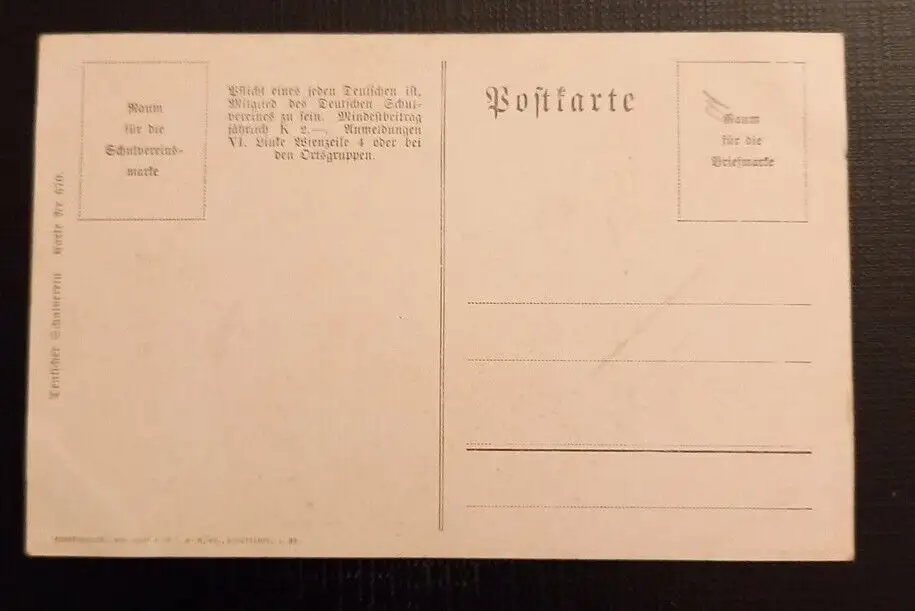 Raum
für die
Schulvereins-
marke
Pflicht eines jeden Deutschen ist,
Mitglied des Deutschen Schul-
vereines zu sein. Mindestbeitrag
jährlich K 2.—, Anmeldungen
VI. Linke Wienzeile 4 oder bei
den Ortsgruppen.
Postkarte
Raum
für die
Briefmarke
Deutscher Schulverein Karte Nr 670.